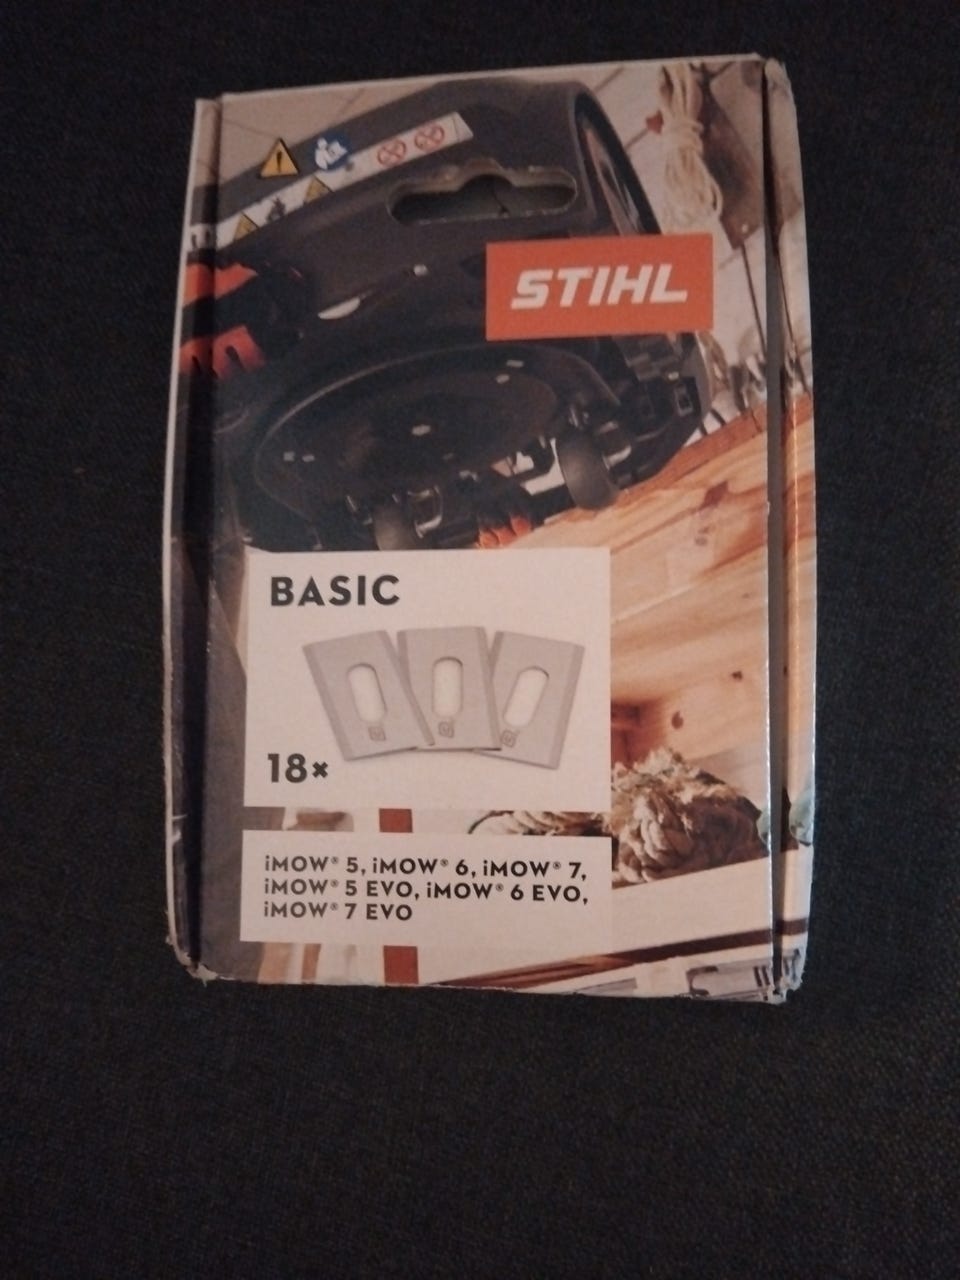 STIHL
BASIC
18×
iMOW® 5, iMOW® 6, iMOW® 7,
iMOW® 5 EVO, iMOW® 6 EVO,
iMOW® 7 EVO